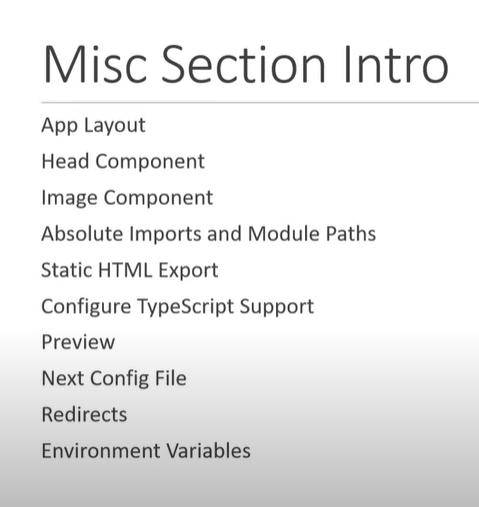 Misc Section Intro
App Layout
Head Component
Image Component
Absolute Imports and Module Paths
Static HTML Export
Configure TypeScript Support
Preview
Next Config File
Redirects
Environment Variables